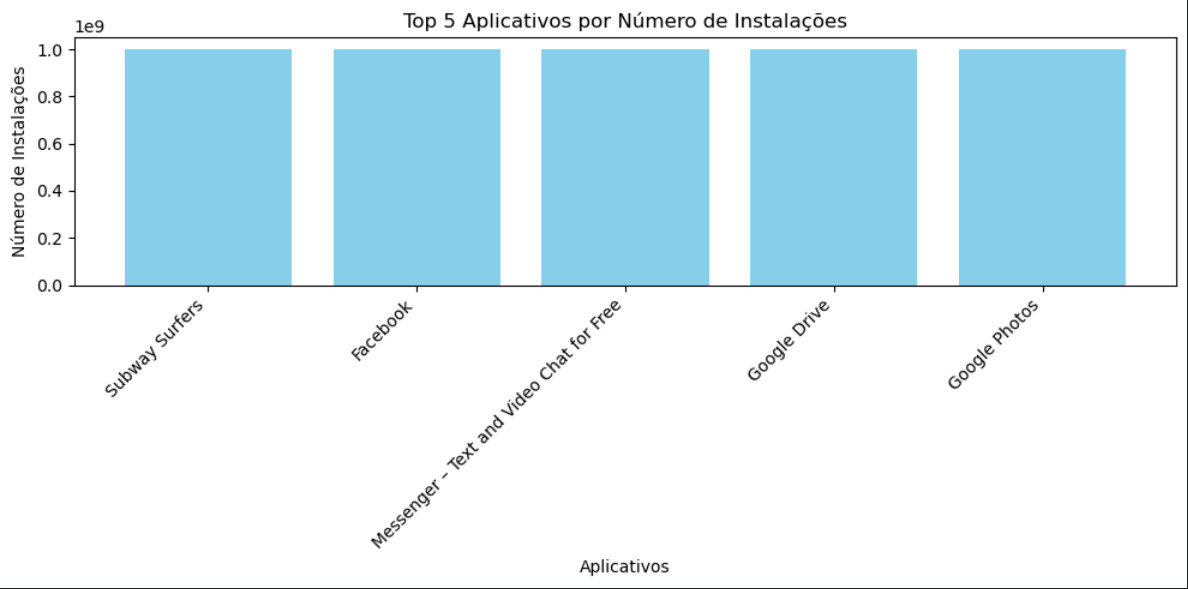 Top 5 Aplicativos por Número de Instalações
1e9
1.0
0.8
0.6
0.4
0.2
0.0
Número de Instalações
Subway Surfers
Facebook
Messenger – Text and Video Chat for Free
Google Drive
Google Photos
Aplicativos